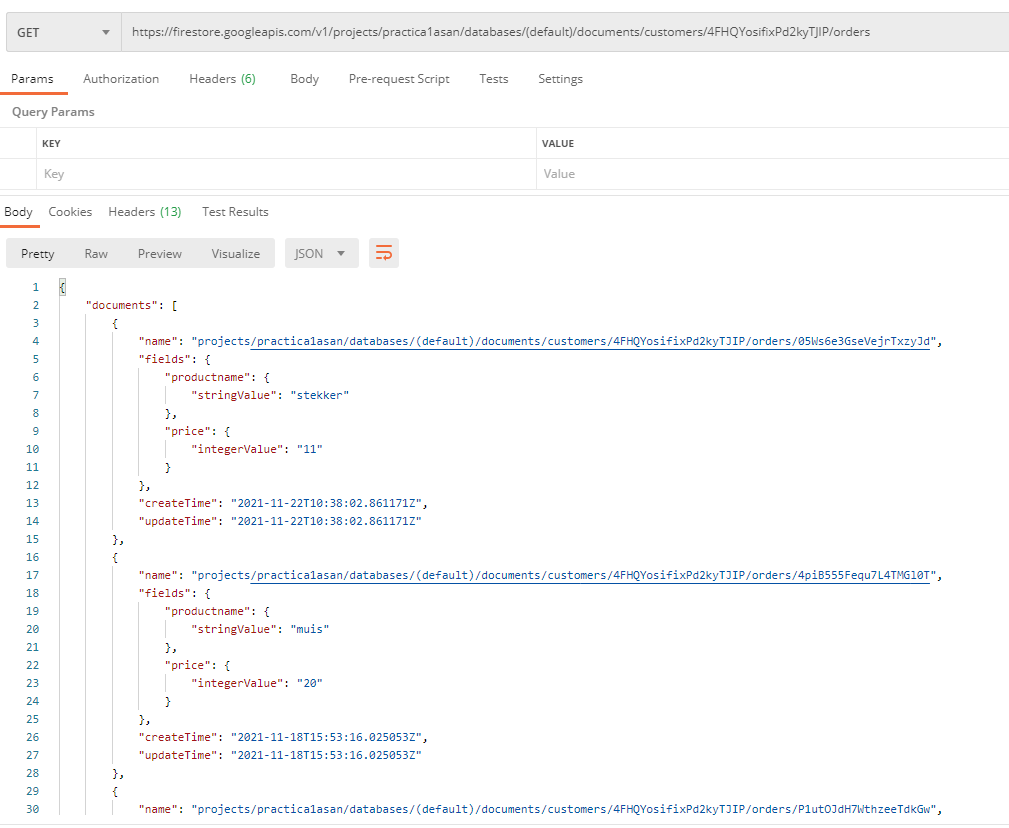 GET https://firestore.googleapis.com/v1/projects/practica1asan/databases/(default)/documents/customers/4FHQYosifixPd2kyTJIP/orders
Params Authorization Headers (6) Body Pre-request Script Tests Settings
Query Params
KEY VALUE
Key Value
Body Cookies Headers (13) Test Results
Pretty Raw Preview Visualize JSON
1 {
2 "documents": [
3 {
4 "name": "projects/practica1asan/databases/(default)/documents/customers/4FHQYosifixPd2kyTJIP/orders/05Ws6e3GseVejrTxzyJd",
5 "fields": {
6 "productname": {
7 "stringValue": "stekker"
8 },
9 "price": {
10 "integerValue": "11"
11 }
12 },
13 "createTime": "2021-11-22T10:38:02.861171Z",
14 "updateTime": "2021-11-22T10:38:02.861171Z"
15 },
16 {
17 "name": "projects/practica1asan/databases/(default)/documents/customers/4FHQYosifixPd2kyTJIP/orders/4piB555Fequ7L4TMGl0T",
18 "fields": {
19 "productname": {
20 "stringValue": "muis"
21 },
22 "price": {
23 "integerValue": "20"
24 }
25 },
26 "createTime": "2021-11-18T15:53:16.025053Z",
27 "updateTime": "2021-11-18T15:53:16.025053Z"
28 },
29 {
30 "name": "projects/practica1asan/databases/(default)/documents/customers/4FHQYosifixPd2kyTJIP/orders/P1utOJdH7WthzeeTdkGw",